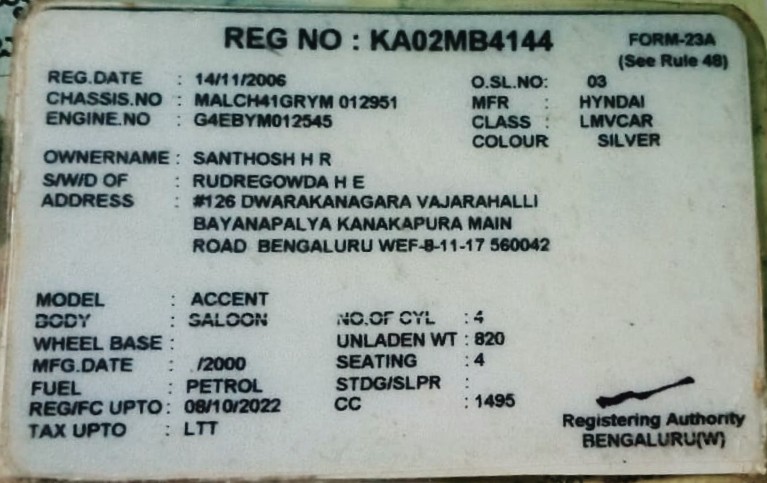 REG NO : KA02MB4144 FORM-23A
(See Rule 48)
REG.DATE : 14/11/2006 O.SL.NO: 03
CHASSIS.NO : MALCH41GRYM 012951 MFR : HYNDAI
ENGINE.NO : G4EBYM012545 CLASS : LMVCAR
COLOUR SILVER
OWNERNAME : SANTHOSH H R
S/W/D OF : RUDREGOWDA H E
ADDRESS : #126 DWARAKANAGARA VAJARAHALLI
BAYANAPALYA KANAKAPURA MAIN
ROAD BENGALURU WEF-8-11-17 560042
MODEL : ACCENT
BODY : SALOON NO.OF CYL : 4
WHEEL BASE : UNLADEN WT : 820
MFG.DATE : /2000 SEATING : 4
FUEL : PETROL STDG/SLPR :
REG/FC UPTO : 08/10/2022 CC : 1495
TAX UPTO : LTT
Registering Authority
BENGALURU(W)